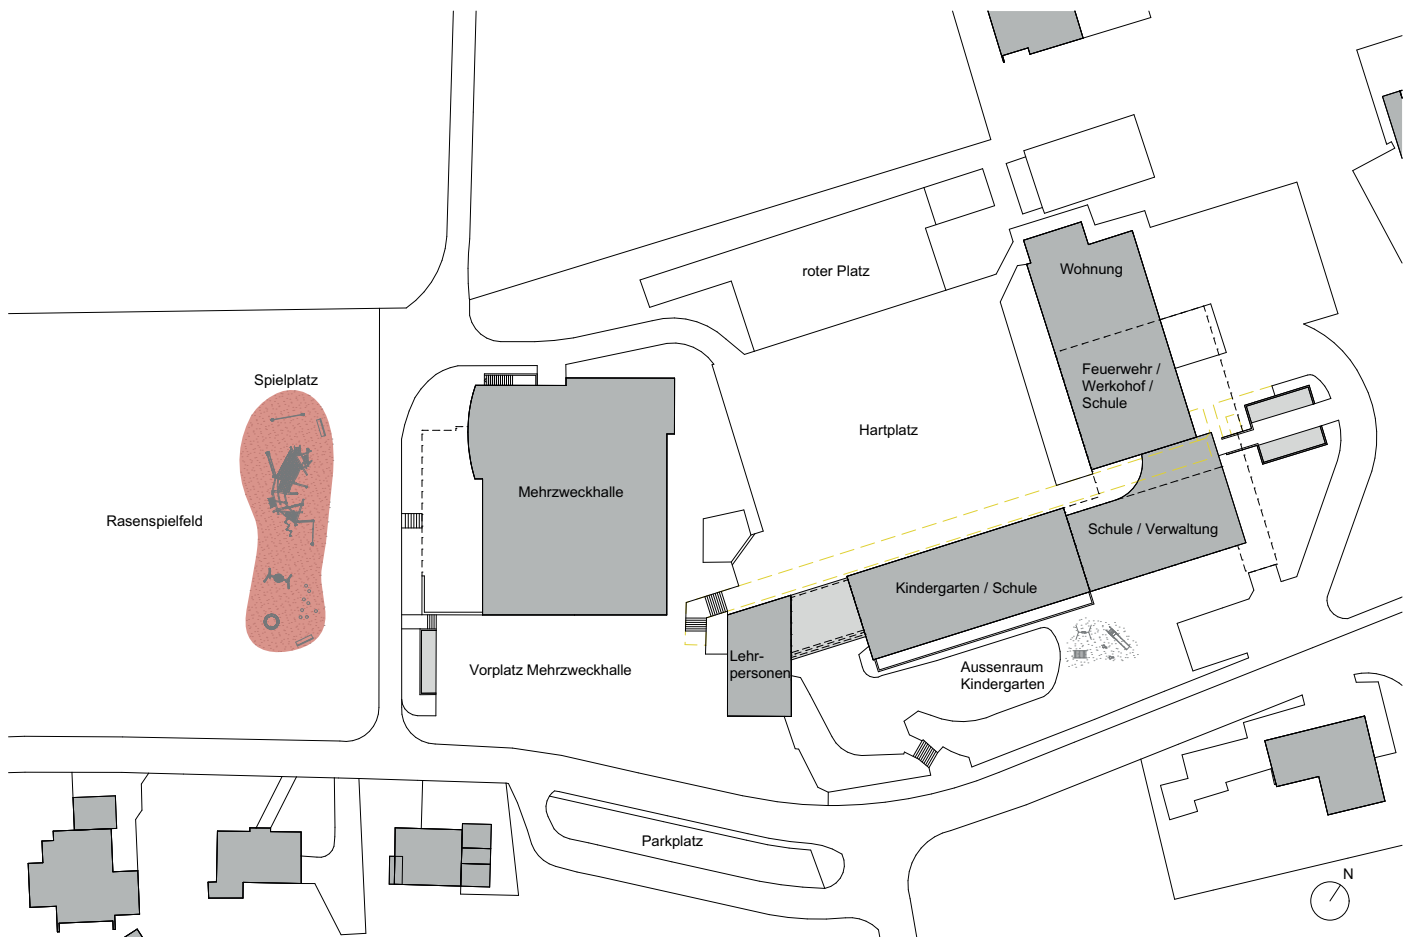 Wohnung
roter Platz
Feuerwehr /
Werkohof /
Schule
Spielplatz
Hartplatz
Mehrzweckhalle
Rasenspielfeld
Schule / Verwaltung
Kindergarten / Schule
Lehr-
personen
Vorplatz Mehrzweckhalle
Aussenraum
Kindergarten
Parkplatz
N